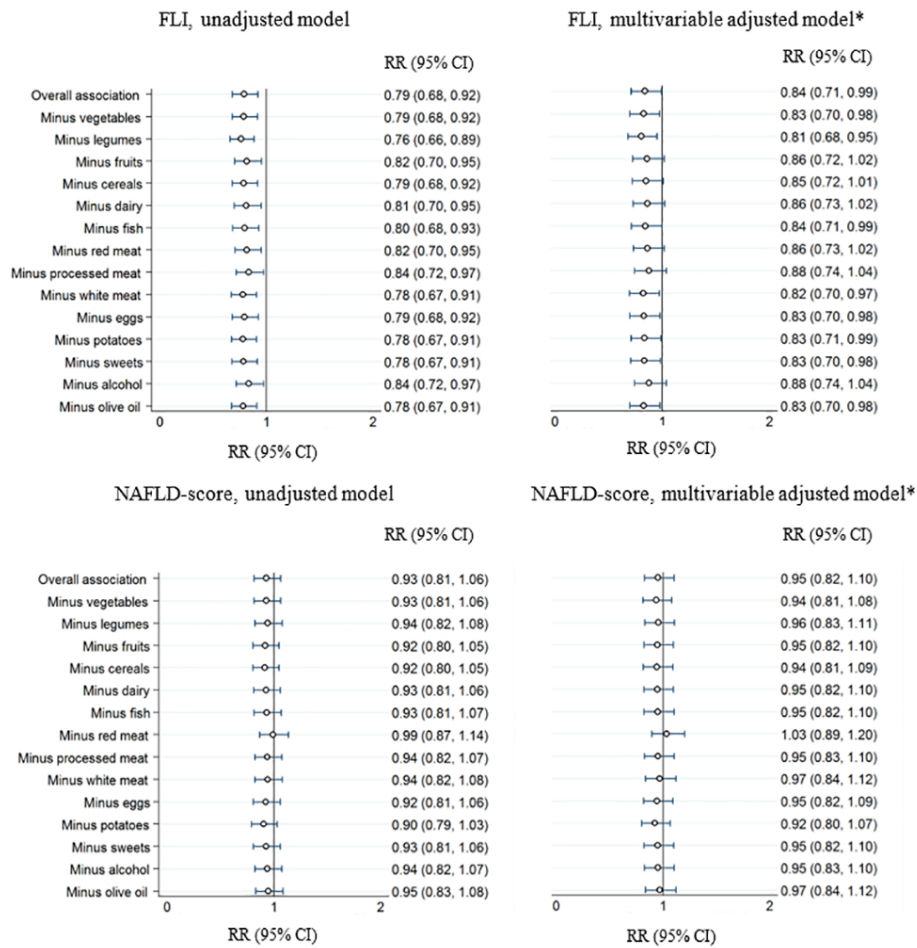 FLI, unadjusted model
RR (95% CI)
Overall association 0.79 (0.68, 0.92)
Minus vegetables 0.79 (0.68, 0.92)
Minus legumes 0.76 (0.66, 0.89)
Minus fruits 0.82 (0.70, 0.95)
Minus cereals 0.79 (0.68, 0.92)
Minus dairy 0.81 (0.70, 0.95)
Minus fish 0.80 (0.68, 0.93)
Minus red meat 0.82 (0.70, 0.95)
Minus processed meat 0.84 (0.72, 0.97)
Minus white meat 0.78 (0.67, 0.91)
Minus eggs 0.79 (0.68, 0.92)
Minus potatoes 0.78 (0.67, 0.91)
Minus sweets 0.78 (0.67, 0.91)
Minus alcohol 0.84 (0.72, 0.97)
Minus olive oil 0.78 (0.67, 0.91)
0 1 2
RR (95% CI)
FLI, multivariable adjusted model*
RR (95% CI)
0.84 (0.71, 0.99)
0.83 (0.70, 0.98)
0.81 (0.68, 0.95)
0.86 (0.72, 1.02)
0.85 (0.72, 1.01)
0.86 (0.73, 1.02)
0.84 (0.71, 0.99)
0.86 (0.73, 1.02)
0.88 (0.74, 1.04)
0.82 (0.70, 0.97)
0.83 (0.70, 0.98)
0.83 (0.71, 0.99)
0.83 (0.70, 0.98)
0.88 (0.74, 1.04)
0.83 (0.70, 0.98)
0 1 2
RR (95% CI)
NAFLD-score, unadjusted model
RR (95% CI)
Overall association 0.93 (0.81, 1.06)
Minus vegetables 0.93 (0.81, 1.06)
Minus legumes 0.94 (0.82, 1.08)
Minus fruits 0.92 (0.80, 1.05)
Minus cereals 0.92 (0.80, 1.05)
Minus dairy 0.93 (0.81, 1.06)
Minus fish 0.93 (0.81, 1.07)
Minus red meat 0.99 (0.87, 1.14)
Minus processed meat 0.94 (0.82, 1.07)
Minus white meat 0.94 (0.82, 1.08)
Minus eggs 0.92 (0.81, 1.06)
Minus potatoes 0.90 (0.79, 1.03)
Minus sweets 0.93 (0.81, 1.06)
Minus alcohol 0.94 (0.82, 1.07)
Minus olive oil 0.95 (0.83, 1.08)
0 1 2
RR (95% CI)
NAFLD-score, multivariable adjusted model*
RR (95% CI)
0.95 (0.82, 1.10)
0.94 (0.81, 1.08)
0.96 (0.83, 1.11)
0.95 (0.82, 1.10)
0.94 (0.81, 1.09)
0.95 (0.82, 1.10)
0.95 (0.82, 1.10)
1.03 (0.89, 1.20)
0.95 (0.83, 1.10)
0.97 (0.84, 1.12)
0.95 (0.82, 1.09)
0.92 (0.80, 1.07)
0.95 (0.82, 1.10)
0.95 (0.83, 1.10)
0.97 (0.84, 1.12)
0 1 2
RR (95% CI)